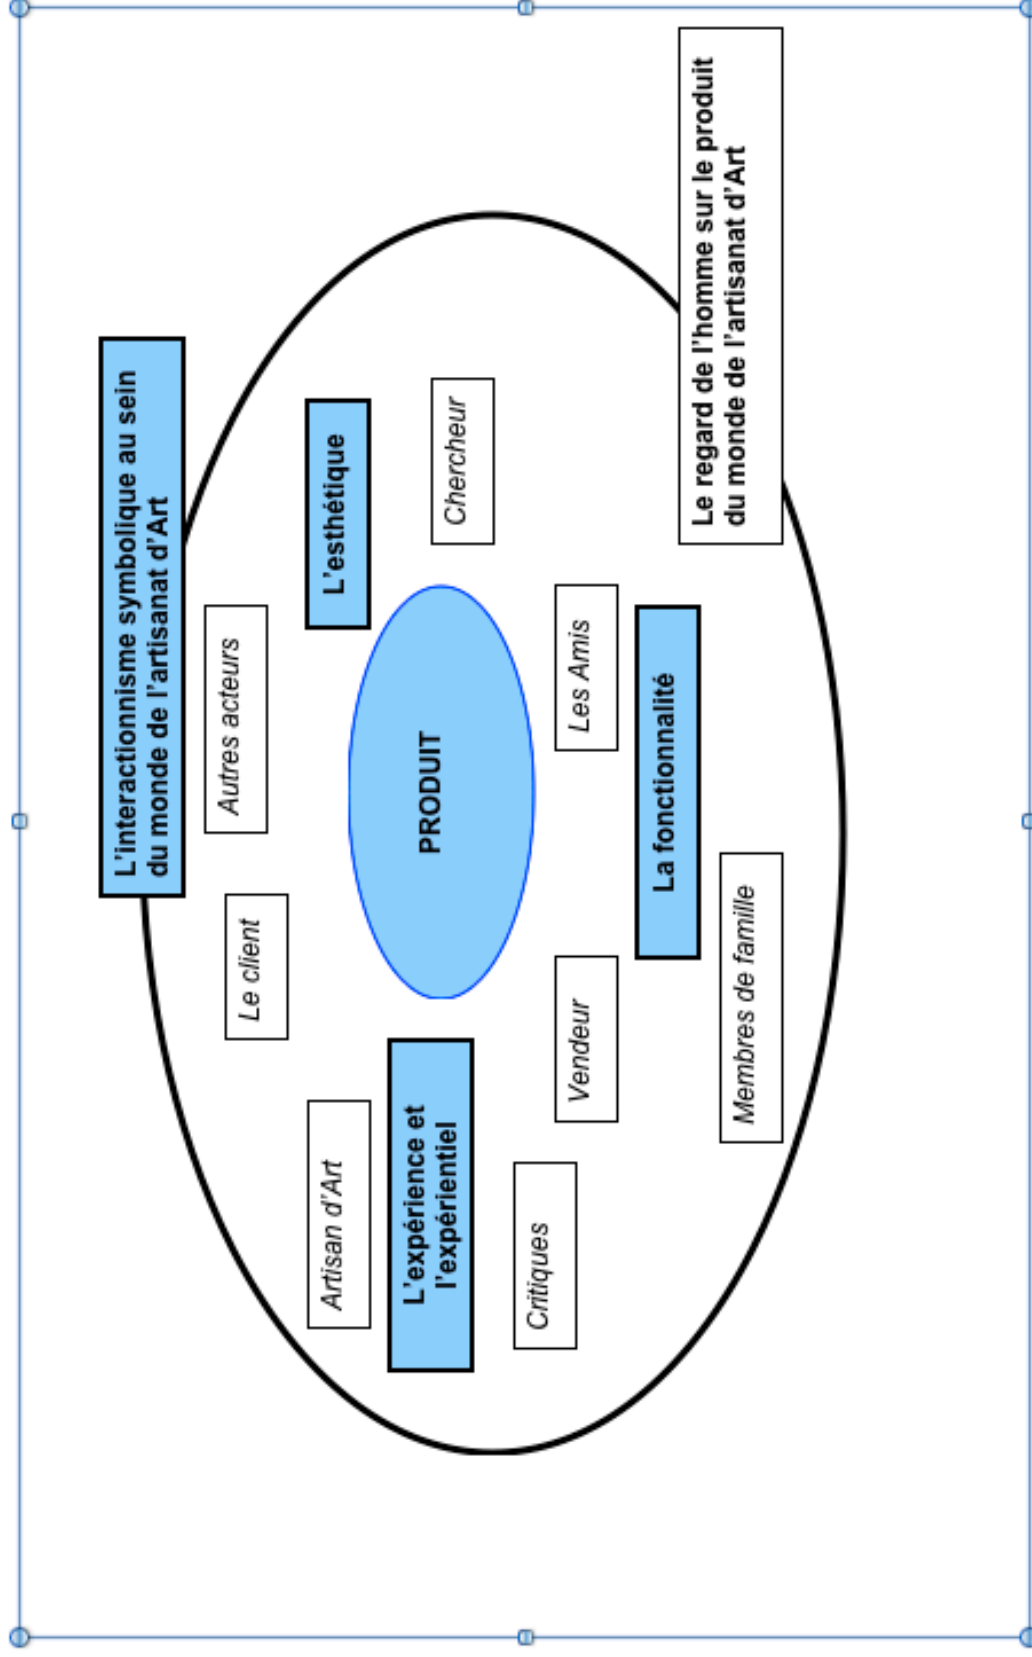 L'interactionnisme symbolique au sein
du monde de l'artisanat d'Art
Autres acteurs
Le client
L'esthétique
Artisan d'Art
Chercheur
PRODUIT
L'expérience et
l'expérientiel
Critiques
Vendeur
Les Amis
La fonctionnalité
Membres de famille
Le regard de l'homme sur le produit
du monde de l'artisanat d'Art